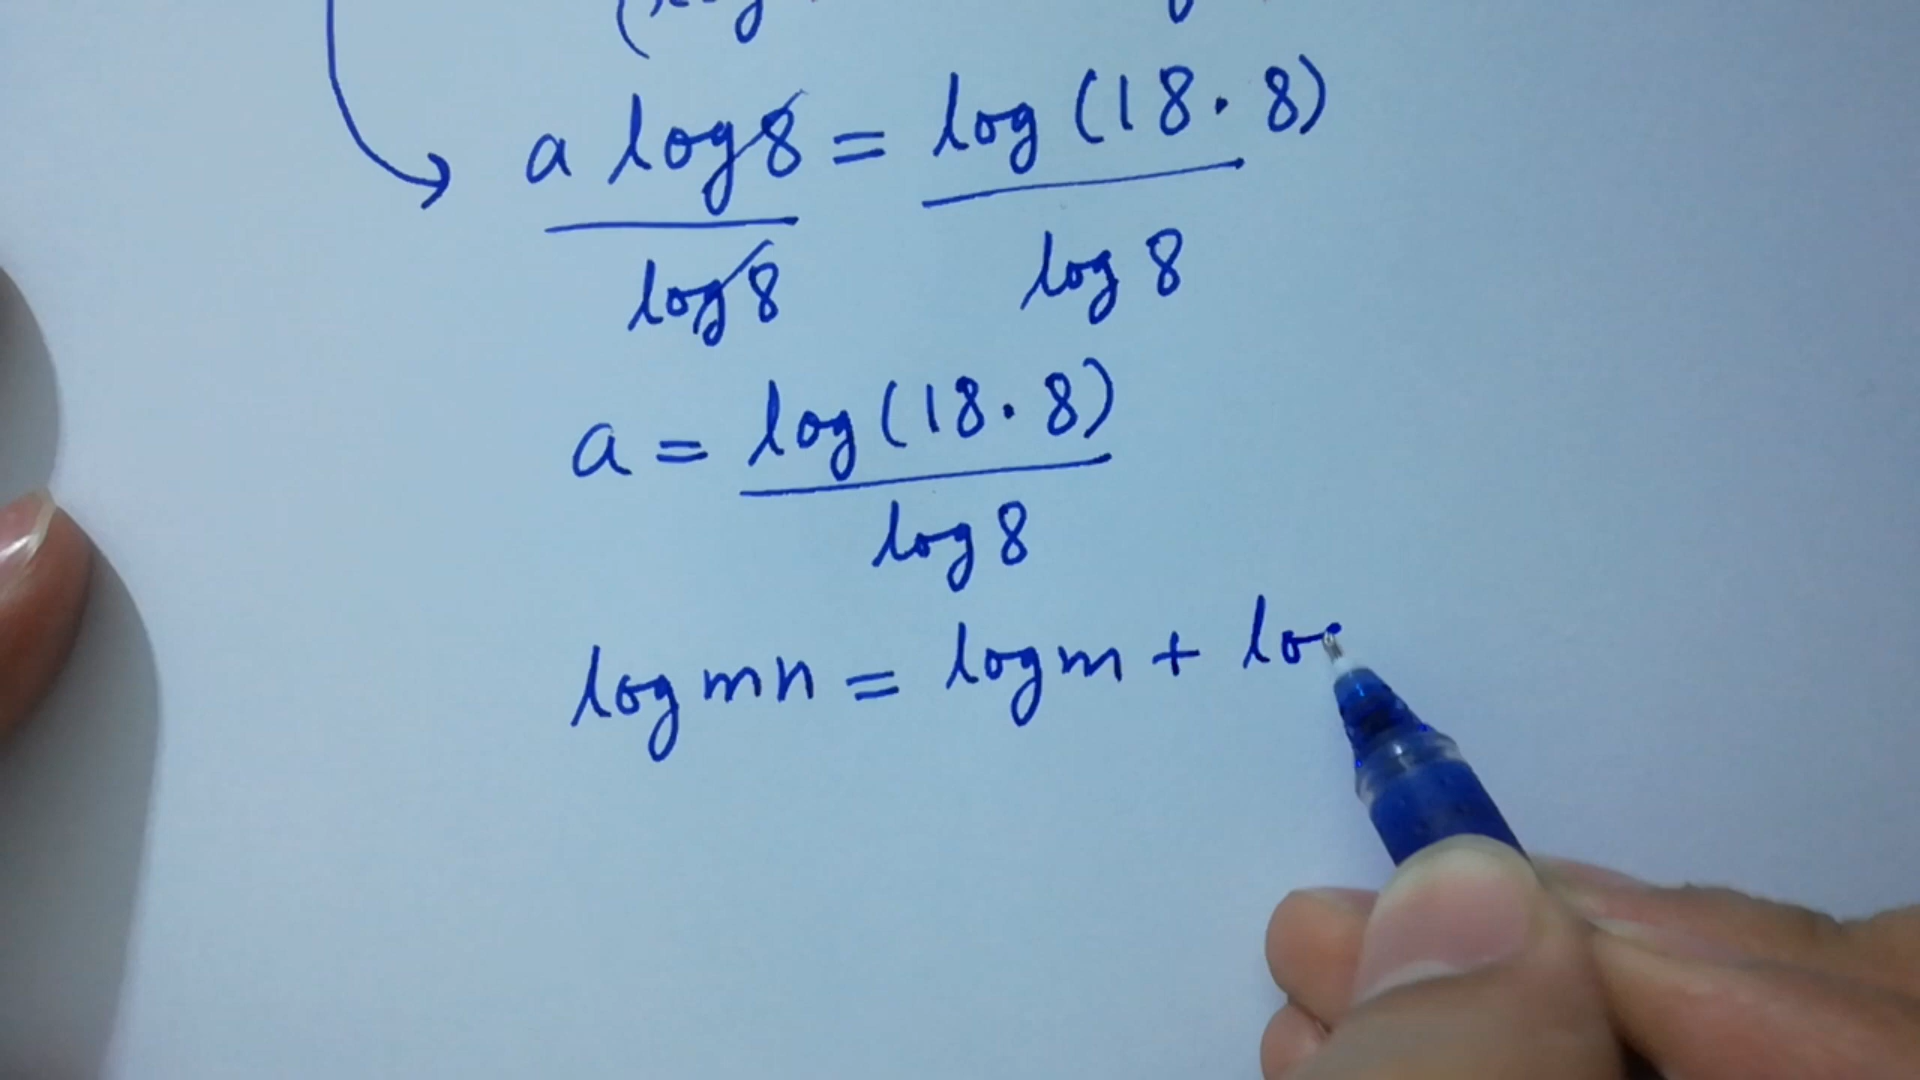 a log8 = log (18 · 8)
log8 log 8
a = log (18 · 8)
log 8
log mn = log m + lo